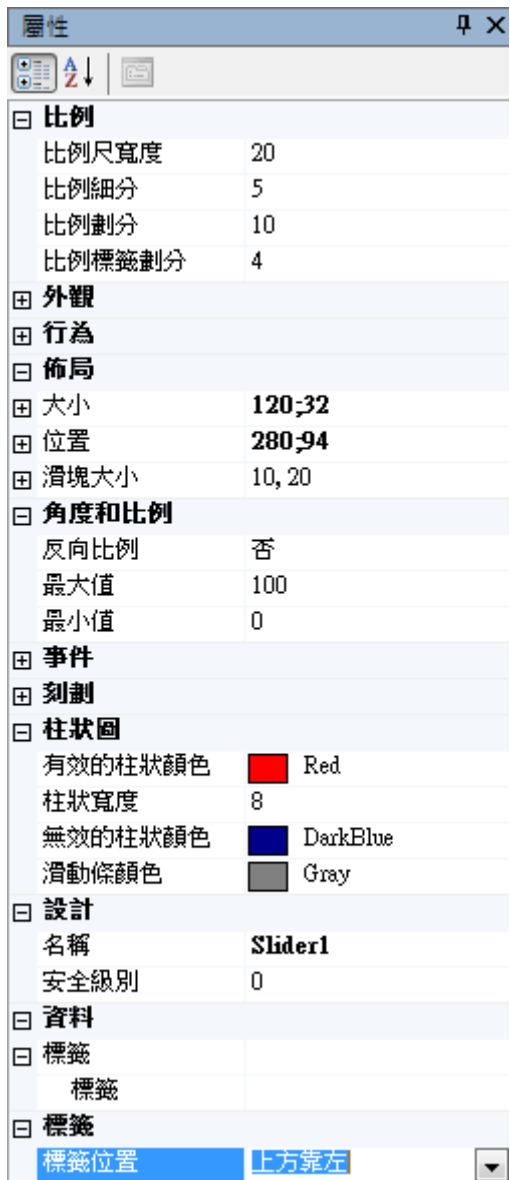 屬性
比例
比例尺寬度 20
比例細分 5
比例劃分 10
比例標籤劃分 4
外觀
行為
佈局
大小 120;32
位置 280;94
滑塊大小 10, 20
角度和比例
反向比例 否
最大值 100
最小值 0
事件
刻劃
柱狀圖
有效的柱狀顏色 Red
柱狀寬度 8
無效的柱狀顏色 DarkBlue
滑動條顏色 Gray
設計
名稱 Slider1
安全級別 0
資料
標籤
標籤
標籤
標籤位置 上方靠左